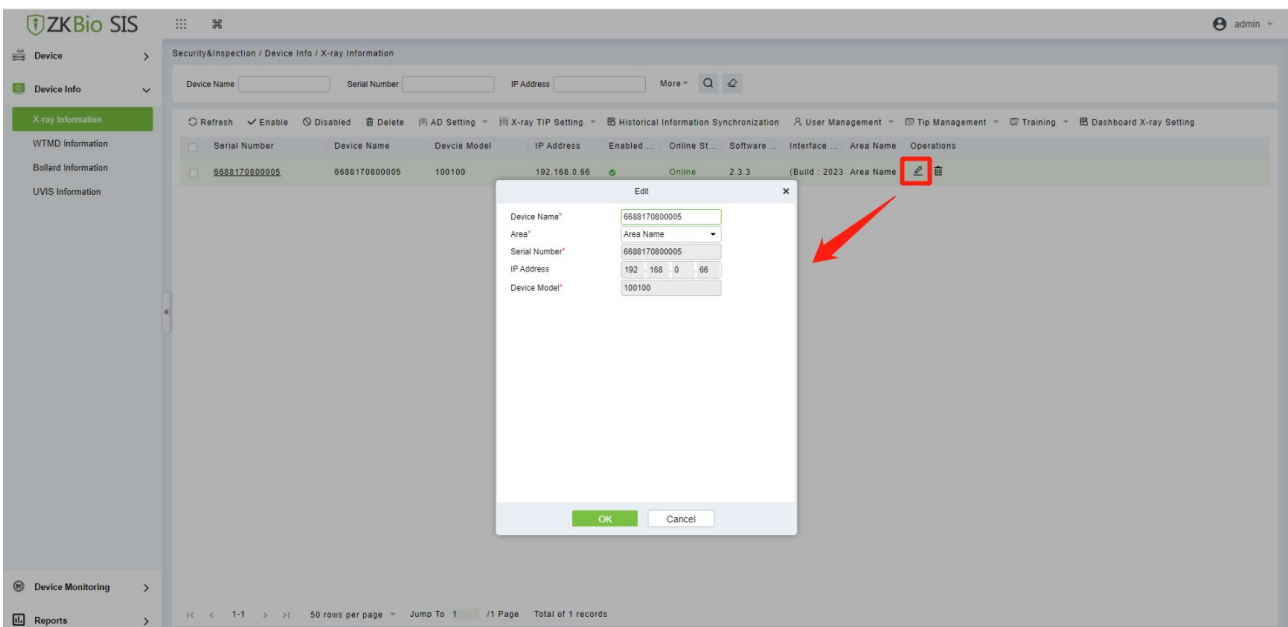 ZKBio SIS
admin
Device
Security&Inspection / Device Info / X-ray Information
Device Info
Device Name Serial Number IP Address More
X-ray Information
Refresh Enable Disabled Delete AD Setting X-ray TIP Setting Historical Information Synchronization User Management Tip Management Training Dashboard X-ray Setting
WTMD Information
Serial Number Device Name Devcie Model IP Address Enabled ... Online St... Software ... Interface ... Area Name Operations
Bollard Information
6688170800005 6688170800005 100100 192.168.0.66 Online 2.3.3 (Build : 2023 Area Name
UVIS Information
Edit
Device Name* 6688170800005
Area* Area Name
Serial Number* 6688170800005
IP Address 192 . 168 . 0 . 66
Device Model* 100100
OK Cancel
Device Monitoring
Reports
1-1 50 rows per page Jump To 1 /1 Page Total of 1 records